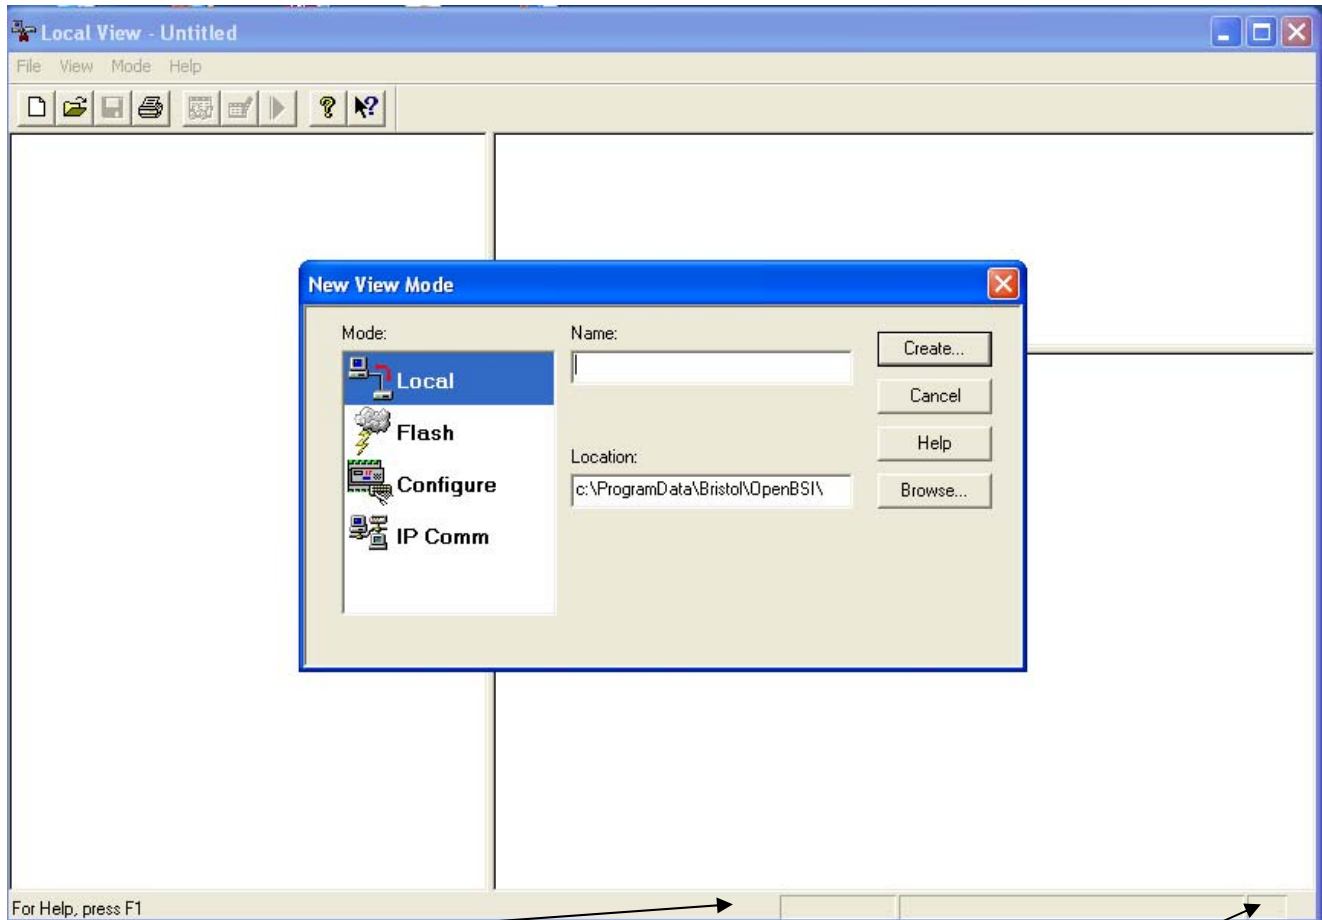 Local View - Untitled
File View Mode Help
New View Mode
Mode:
Local
Flash
Configure
IP Comm
Name:
Location:
c:\ProgramData\Bristol\OpenBSI\
Create...
Cancel
Help
Browse...
For Help, press F1